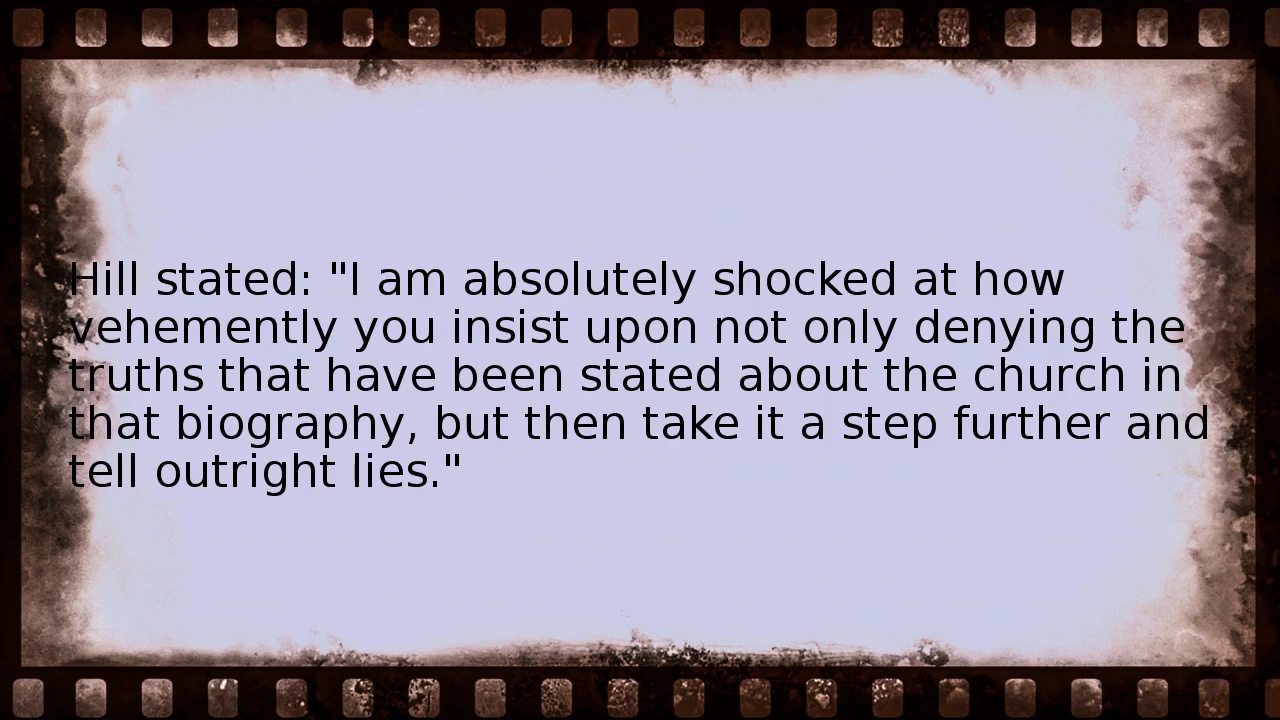 Hill stated: "I am absolutely shocked at how
vehemently you insist upon not only denying the
truths that have been stated about the church in
that biography, but then take it a step further and
tell outright lies."